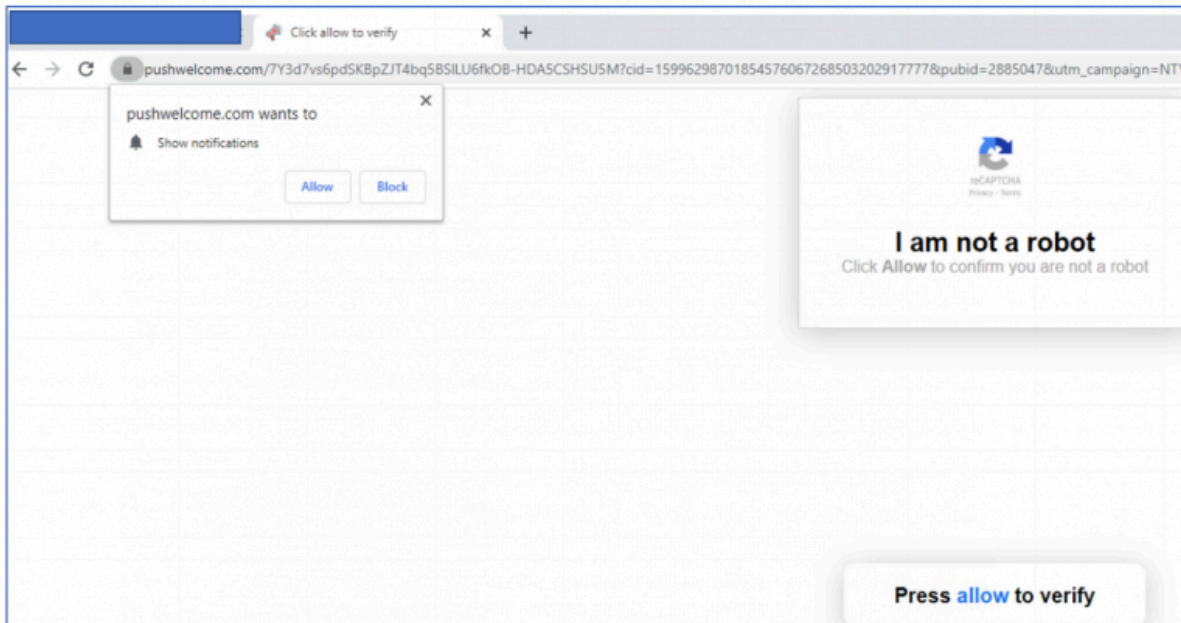 Click allow to verify
pushwelcome.com/7Y3d7vs6pdSKBpZJT4bq5BSlLU6fkOB-HDA5CSHSU5M?cid=159962987018545760672685032029177778&pubid=2885047&utm_campaign=NTY
pushwelcome.com wants to
Show notifications
Allow Block
reCAPTCHA
Privacy - Terms
I am not a robot
Click Allow to confirm you are not a robot
Press allow to verify